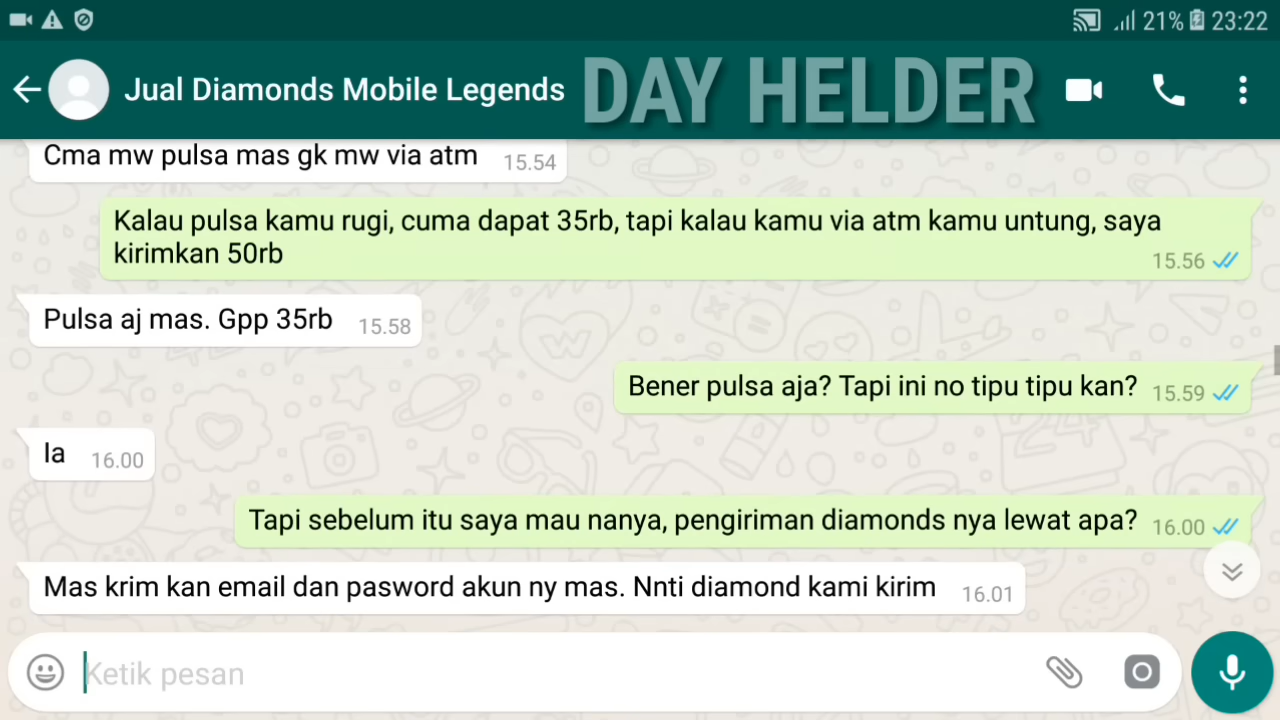 21% 23:22
Jual Diamonds Mobile Legends DAY HELDER
Cma mw pulsa mas gk mw via atm 15.54
Kalau pulsa kamu rugi, cuma dapat 35rb, tapi kalau kamu via atm kamu untung, saya
kirimkan 50rb 15.56
Pulsa aj mas. Gpp 35rb 15.58
Bener pulsa aja? Tapi ini no tipu tipu kan? 15.59
Ia 16.00
Tapi sebelum itu saya mau nanya, pengiriman diamonds nya lewat apa? 16.00
Mas krim kan email dan pasword akun ny mas. Nnti diamond kami kirim 16.01
Ketik pesan